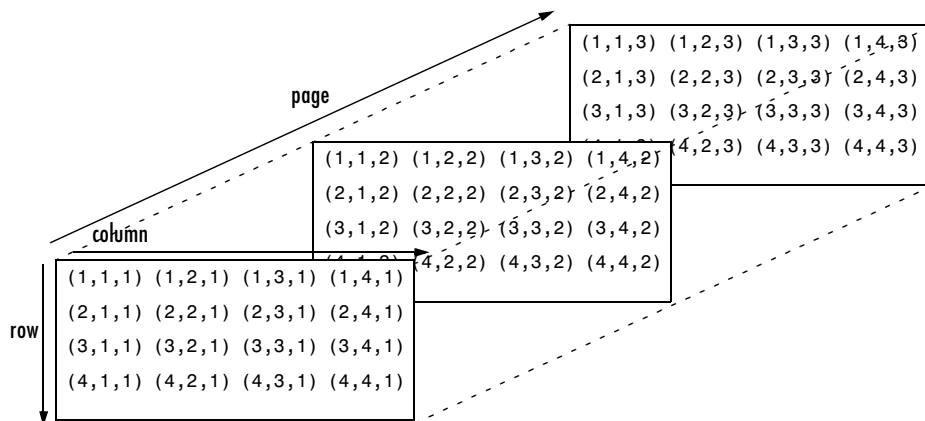 page
(1,1,3) (1,2,3) (1,3,3) (1,4,3)
(2,1,3) (2,2,3) (2,3,3) (2,4,3)
(3,1,3) (3,2,3) (3,3,3) (3,4,3)
(4,2,3) (4,3,3) (4,4,3)
(1,1,2) (1,2,2) (1,3,2) (1,4,2)
(2,1,2) (2,2,2) (2,3,2) (2,4,2)
(3,1,2) (3,2,2) (3,3,2) (3,4,2)
(4,2,2) (4,3,2) (4,4,2)
column
row
(1,1,1) (1,2,1) (1,3,1) (1,4,1)
(2,1,1) (2,2,1) (2,3,1) (2,4,1)
(3,1,1) (3,2,1) (3,3,1) (3,4,1)
(4,1,1) (4,2,1) (4,3,1) (4,4,1)